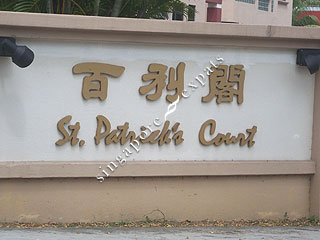 百利閣
St. Patrick's Court
singapore expats